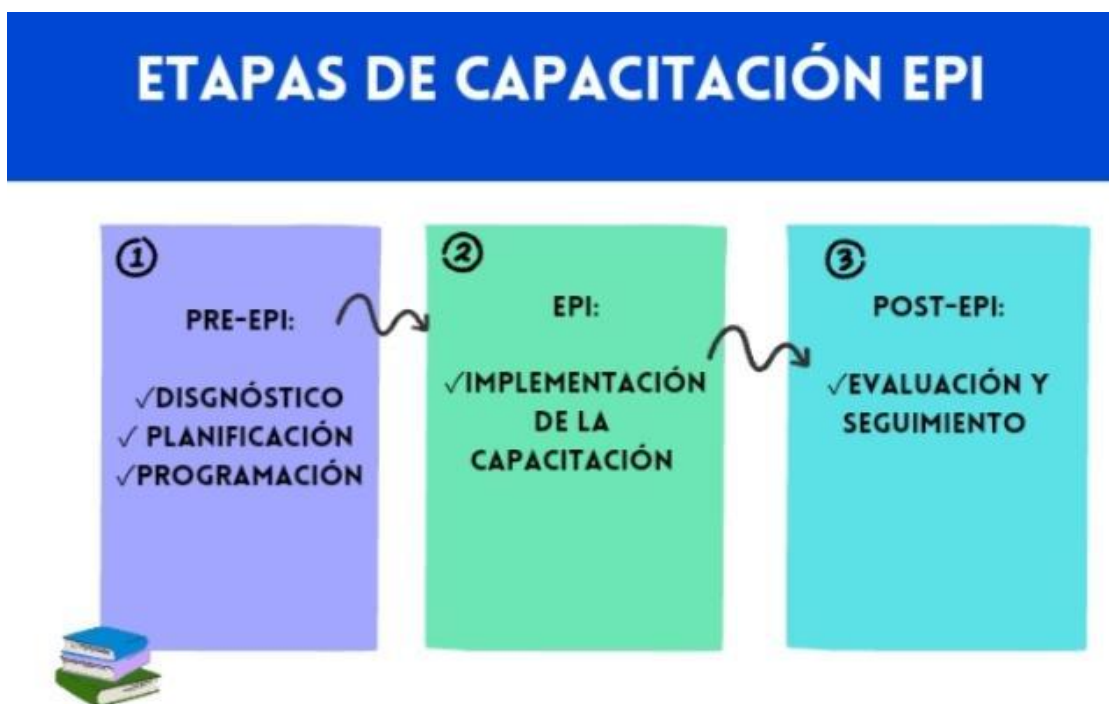 ETAPAS DE CAPACITACIÓN EPI
1
PRE-EPI:
✓DISGNÓSTICO
✓ PLANIFICACIÓN
✓PROGRAMACIÓN
2
EPI:
✓IMPLEMENTACIÓN
DE LA
CAPACITACIÓN
3
POST-EPI:
✓EVALUACIÓN Y
SEGUIMIENTO